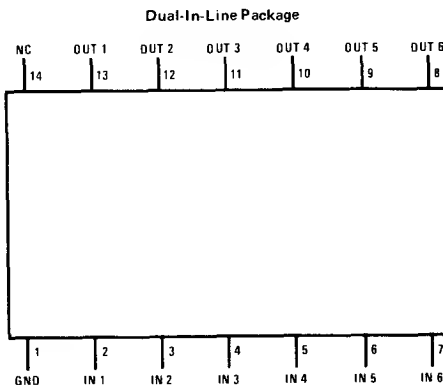 Dual-In-Line Package
NC OUT 1 OUT 2 OUT 3 OUT 4 OUT 5 OUT 6
14 13 12 11 10 9 8
1 2 3 4 5 6 7
GND IN 1 IN 2 IN 3 IN 4 IN 5 IN 6